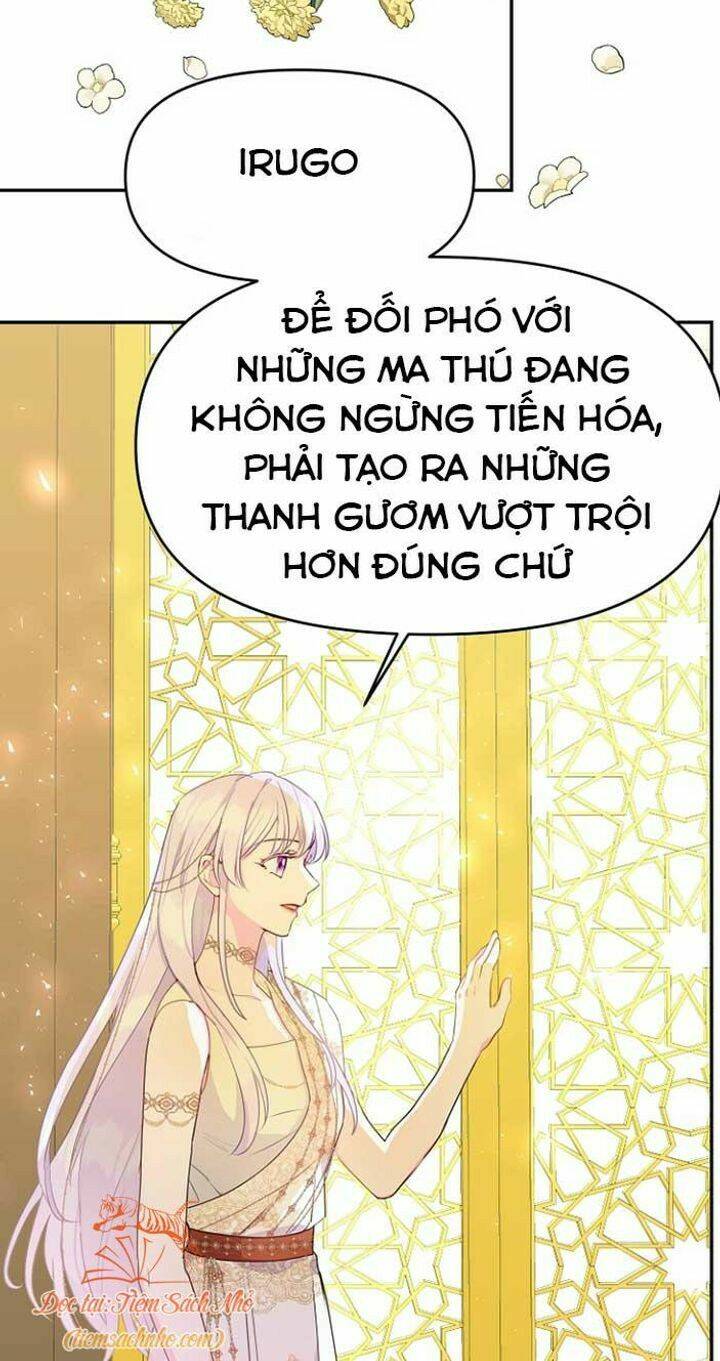 IRUGO
ĐỂ ĐỐI PHÓ VỚI
NHỮNG MA THÚ ĐANG
KHÔNG NGỪNG TIẾN HÓA,
PHẢI TẠO RA NHỮNG
THANH GƯƠM VƯỢT TRỘI
HƠN ĐÚNG CHỨ
Đọc tại: Tiệm Sách Nhỏ
(tiemsachnho.com)